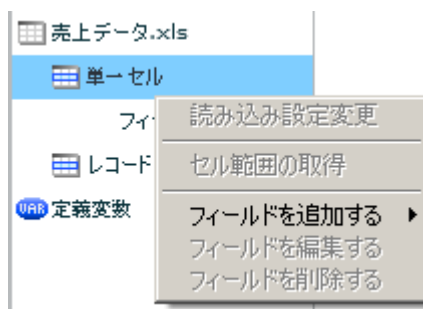 売上データ.xls
単一セル
フィ
読み込み設定変更
レコード
セル範囲の取得
VAR 定義変数
フィールドを追加する
フィールドを編集する
フィールドを削除する